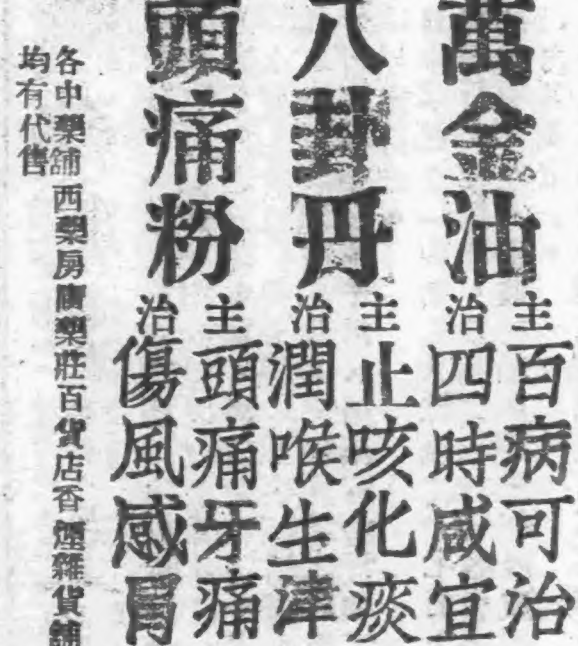 萬金油
主治
百病可治
四時咸宜
八卦丹
主治
止咳化痰
潤喉生津
頭痛粉
主治
頭痛牙痛
傷風感冒
各中藥舖西藥房藥莊百貨店香煙雜貨舖
均有代售